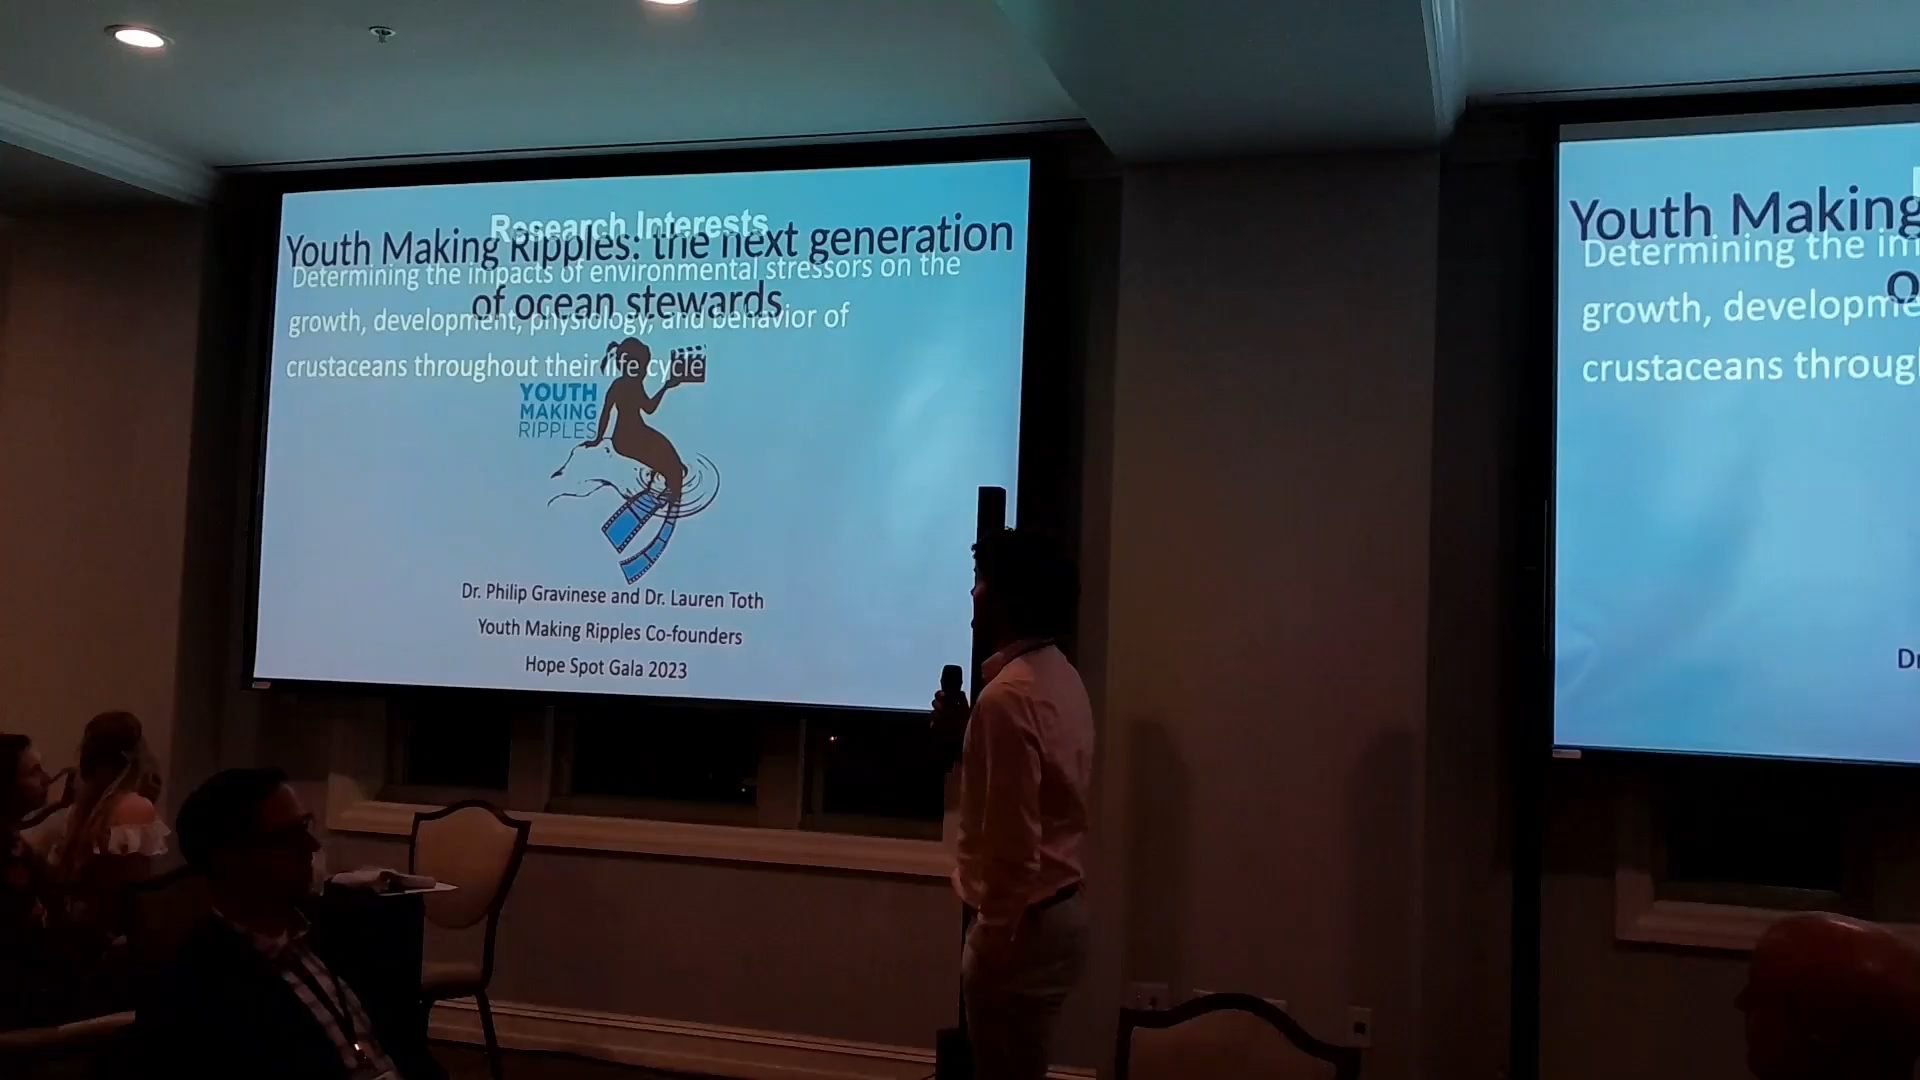 Research Interests
Youth Making Ripples: the next generation
Determining the impacts of environmental stressors on the
of ocean stewards
growth, development, physiology, and behavior of
crustaceans throughout their life cycle
YOUTH
MAKING
RIPPLES
Dr. Philip Gravinese and Dr. Lauren Toth
Youth Making Ripples Co-founders
Hope Spot Gala 2023
Youth Making
Determining the im
growth, developme
crustaceans throug